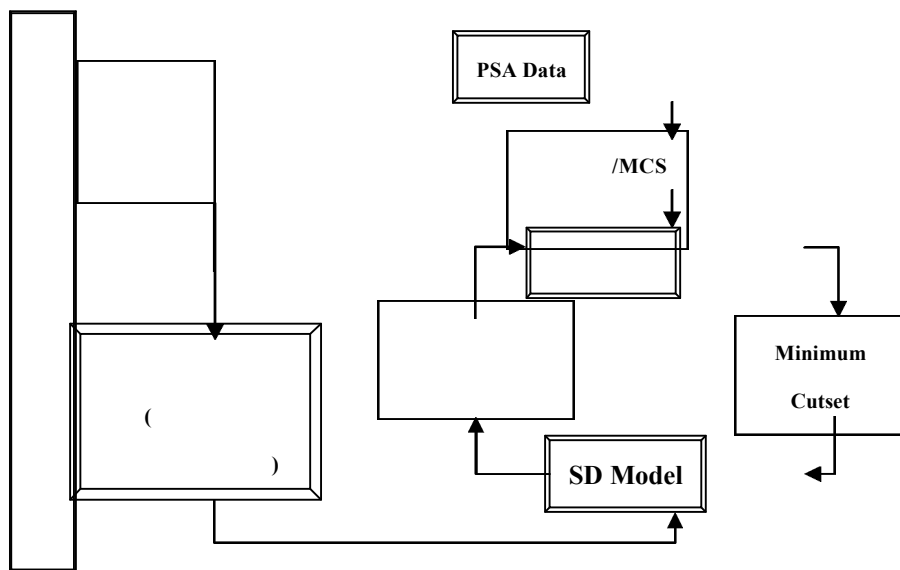 PSA Data
/MCS
Minimum
Cutset
(
)
SD Model